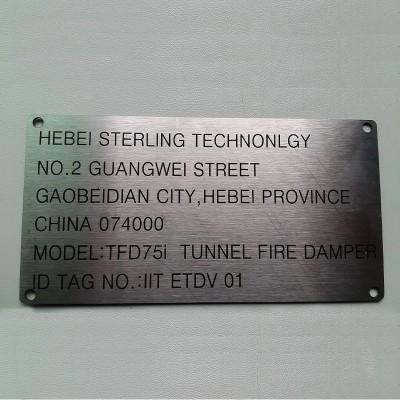 HEBEI STERLING TECHNONLGY
NO.2 GUANGWEI STREET
GAOBEIDIAN CITY,HEBEI PROVINCE
CHINA 074000
MODEL:TFD75i TUNNEL FIRE DAMPER
ID TAG NO.:IIT ETDV 01